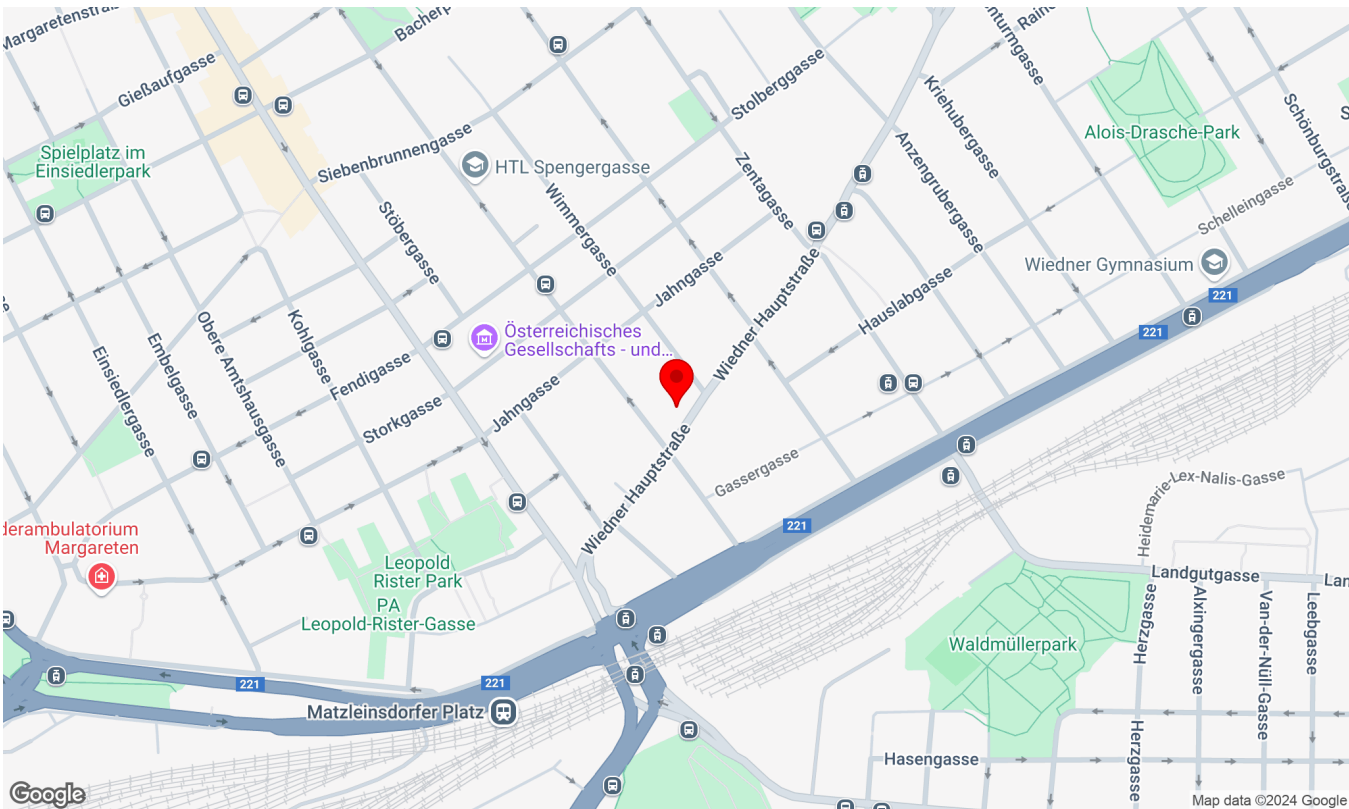 Margaretenstraße
Bacherp
Gießaufgasse
Stolberggasse
Kriehubergasse
Alois-Drasche-Park
Schönburgstraße
Spielplatz im
Einsiedlerpark
Siebenbrunnengasse
HTL Spengergasse
Zentagasse
Anzengrubergasse
Schelleingasse
Stöbergasse
Wimmergasse
Jahngasse
Wiedner Hauptstraße
Hauslabgasse
Wiedner Gymnasium
221
221
Einsiedlergasse
Embelgasse
Obere Amtshausgasse
Kohlgasse
Fendigasse
Österreichisches
Gesellschafts - und...
Storkgasse
Jahngasse
Wiedner Hauptstraße
Gassergasse
221
Lex-Nalis-Gasse
Heidemarie-
derambulatorium
Margareten
Leopold
Rister Park
PA
Leopold-Rister-Gasse
Landgutgasse
Lan
Waldmüllerpark
Herzgasse
Alxingergasse
Van-der-Nüll-Gasse
Leebgasse
221
221
Matzleinsdorfer Platz
Hasengasse
Herzgasse
Google
Map data ©2024 Google